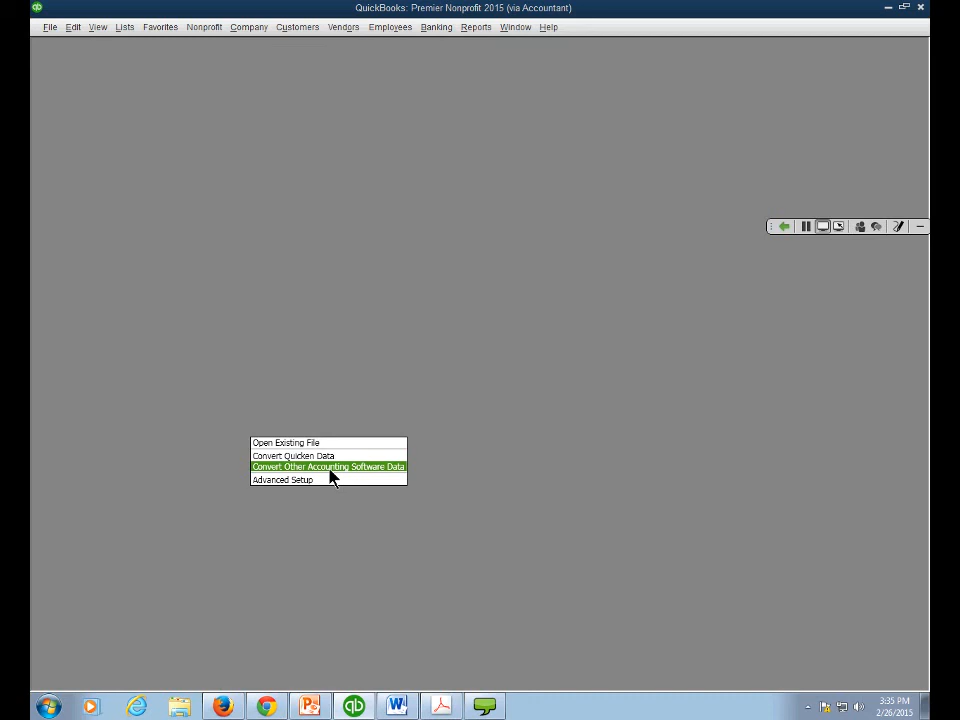 qb QuickBooks: Premier Nonprofit 2015 (via Accountant)
File Edit View Lists Favorites Nonprofit Company Customers Vendors Employees Banking Reports Window Help
Open Existing File
Convert Quicken Data
Convert Other Accounting Software Data
Advanced Setup
qb
3:35 PM
2/26/2015